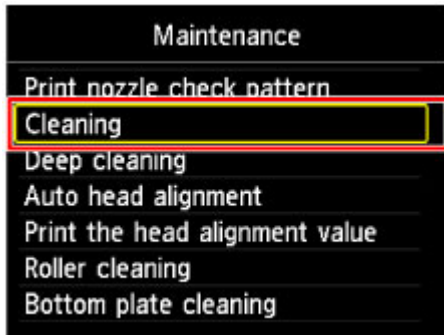 Maintenance
Print nozzle check pattern
Cleaning
Deep cleaning
Auto head alignment
Print the head alignment value
Roller cleaning
Bottom plate cleaning